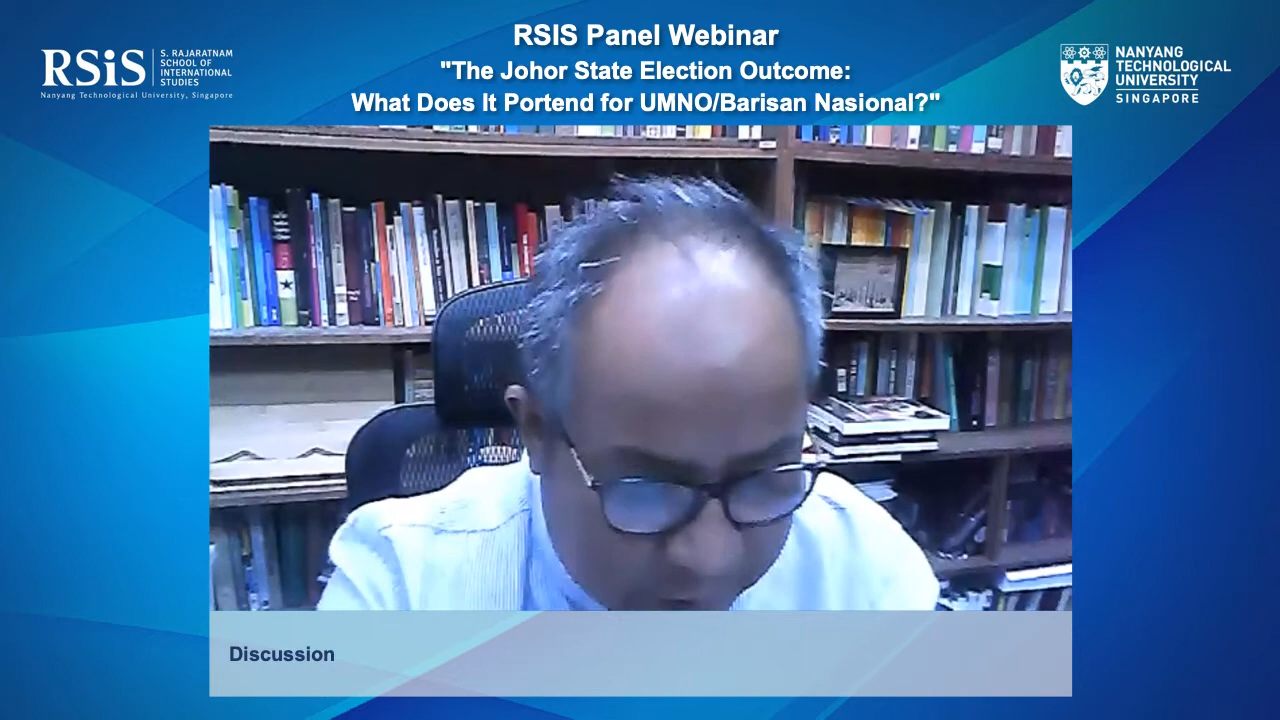 RSIS Panel Webinar
"The Johor State Election Outcome:
What Does It Portend for UMNO/Barisan Nasional?"
RSiS
S. RAJARATNAM
SCHOOL OF
INTERNATIONAL
STUDIES
Nanyang Technological University, Singapore
NANYANG
TECHNOLOGICAL
UNIVERSITY
SINGAPORE
Discussion